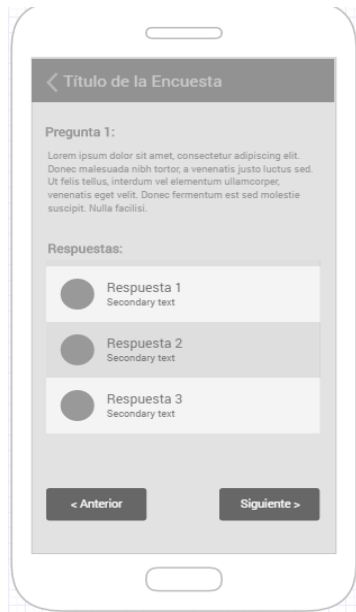 < Título de la Encuesta
Pregunta 1:
Lorem ipsum dolor sit amet, consectetur adipiscing elit.
Donec malesuada nibh tortor, a venenatis justo luctus sed.
Ut felis tellus, interdum vel elementum ullamcorper,
venenatis eget velit. Donec fermentum est sed molestie
suscipit. Nulla facilisi.
Respuestas:
Respuesta 1
Secondary text
Respuesta 2
Secondary text
Respuesta 3
Secondary text
< Anterior
Siguiente >